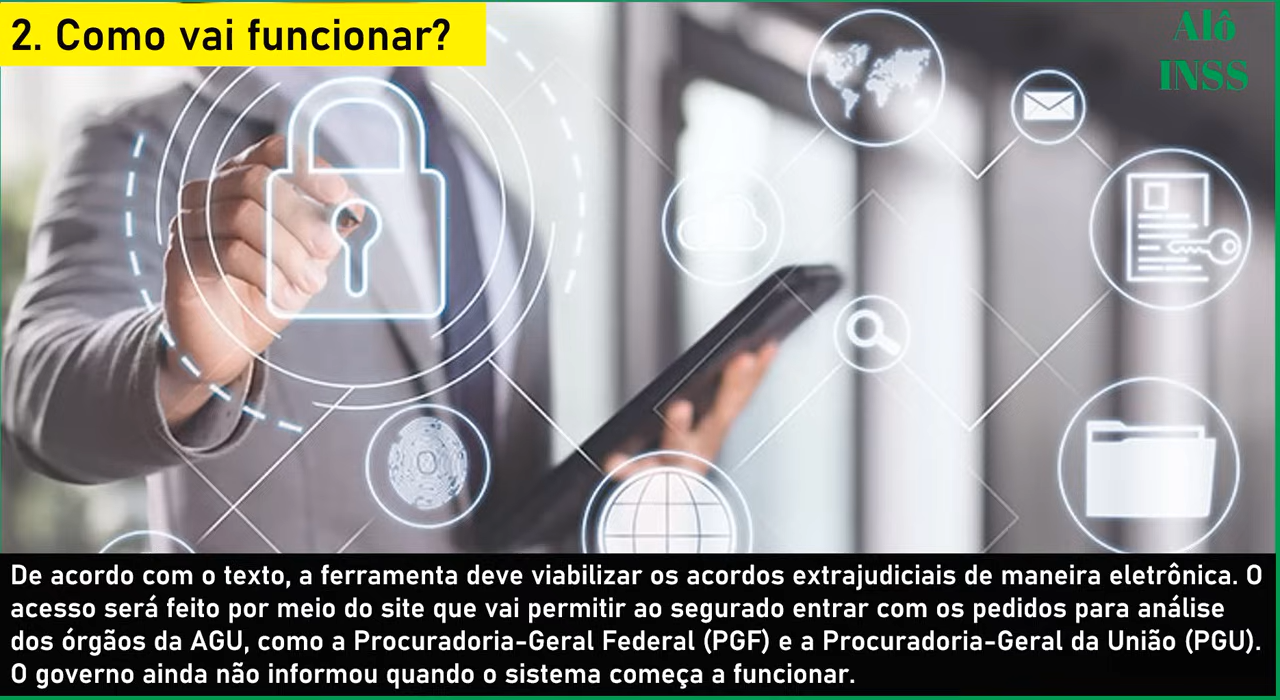 2. Como vai funcionar?
Alô
INSS
De acordo com o texto, a ferramenta deve viabilizar os acordos extrajudiciais de maneira eletrônica. O
acesso será feito por meio do site que vai permitir ao segurado entrar com os pedidos para análise
dos órgãos da AGU, como a Procuradoria-Geral Federal (PGF) e a Procuradoria-Geral da União (PGU).
O governo ainda não informou quando o sistema começa a funcionar.